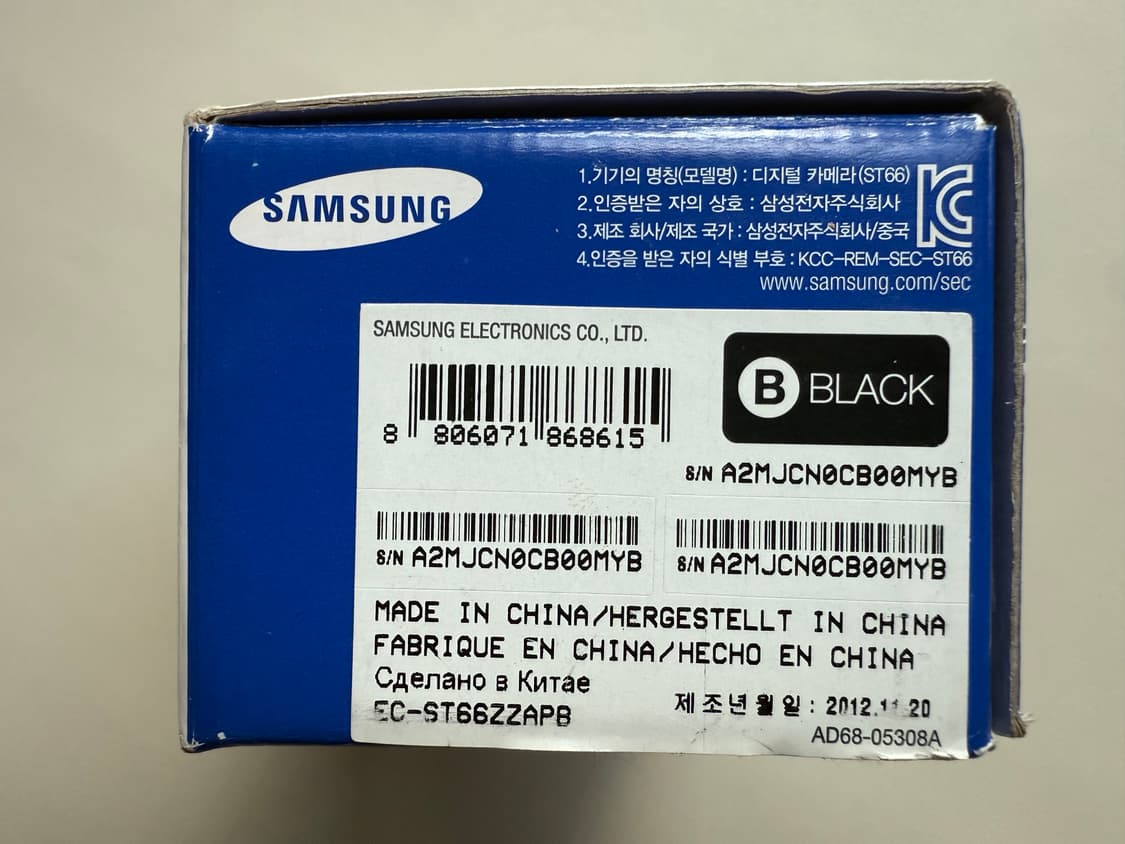 SAMSUNG
1.기기의 명칭(모델명) : 디지털 카메라(ST66)
2.인증받은 자의 상호 : 삼성전자주식회사
3.제조 회사/제조 국가 : 삼성전자주식회사/중국
4.인증을 받은 자의 식별 부호 : KCC-REM-SEC-ST66
www.samsung.com/sec
SAMSUNG ELECTRONICS CO., LTD.
B BLACK
8 806071 868615
S/N A2MJCN0CB00MYB
S/N A2MJCN0CB00MYB
S/N A2MJCN0CB00MYB
MADE IN CHINA/HERGESTELLT IN CHINA
FABRIQUE EN CHINA/HECHO EN CHINA
Сделано в Китае
EC-ST66ZZAPB
제조년월일 : 2012.11.20
AD68-05308A